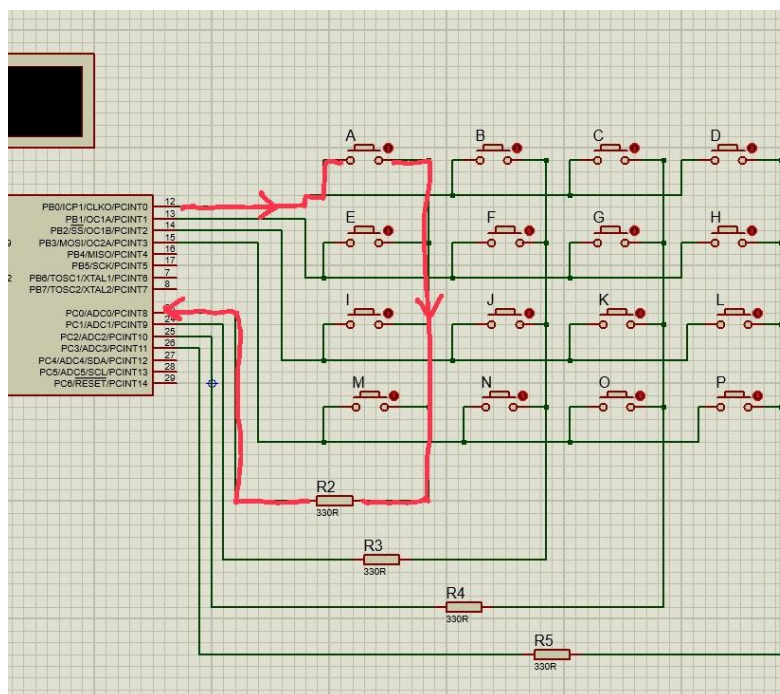 A
B
C
D
PB0/ICP1/CLKO/PCINT0
12
PB1/OC1A/PCINT1
13
PB2/SS/OC1B/PCINT2
14
PB3/MOSI/OC2A/PCINT3
15
PB4/MISO/PCINT4
16
PB5/SCK/PCINT5
17
PB6/TOSC1/XTAL1/PCINT6
7
PB7/TOSC2/XTAL2/PCINT7
8
E
F
G
H
PC0/ADC0/PCINT8
PC1/ADC1/PCINT9
24
PC2/ADC2/PCINT10
25
PC3/ADC3/PCINT11
26
PC4/ADC4/SDA/PCINT12
27
PC5/ADC5/SCL/PCINT13
28
PC6/RESET/PCINT14
29
I
J
K
L
M
N
O
P
R2
330R
R3
330R
R4
330R
R5
330R